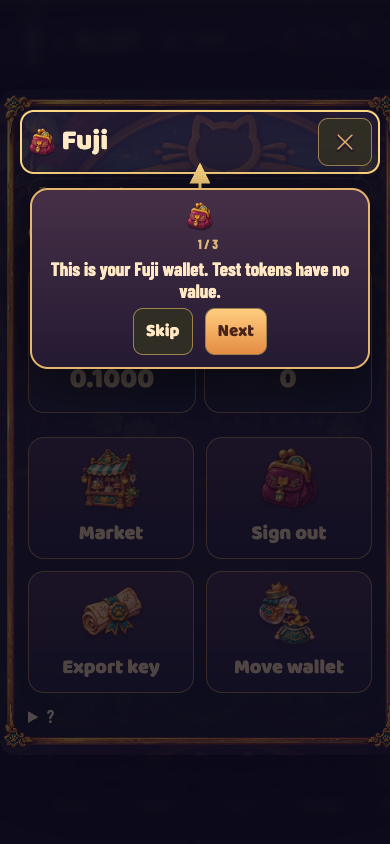 Fuji
1 / 3
This is your Fuji wallet. Test tokens have no
value.
Skip
Next
0.1000
0
Market
Sign out
Export key
Move wallet
?